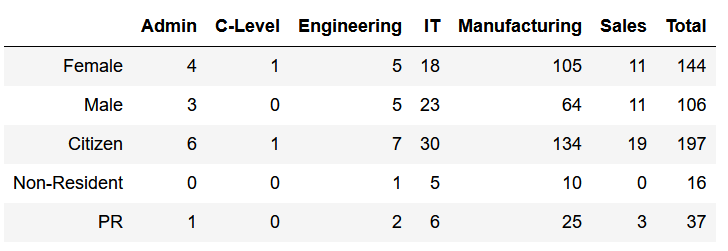 Admin C-Level Engineering IT Manufacturing Sales Total
Female 4 1 5 18 105 11 144
Male 3 0 5 23 64 11 106
Citizen 6 1 7 30 134 19 197
Non-Resident 0 0 1 5 10 0 16
PR 1 0 2 6 25 3 37